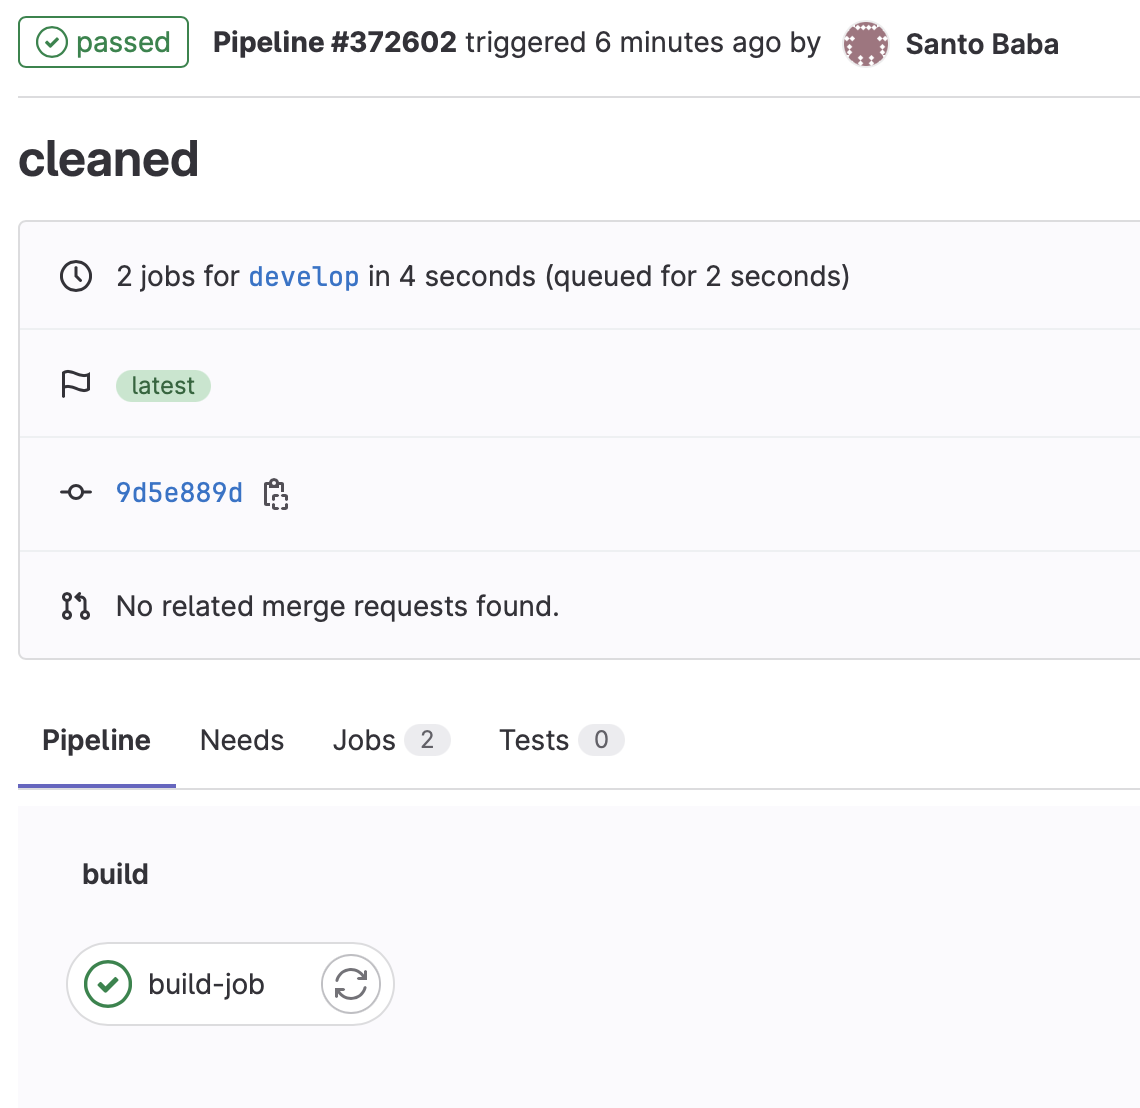 passed Pipeline #372602 triggered 6 minutes ago by Santo Baba
cleaned
2 jobs for develop in 4 seconds (queued for 2 seconds)
latest
9d5e889d
No related merge requests found.
Pipeline Needs Jobs 2 Tests 0
build
build-job